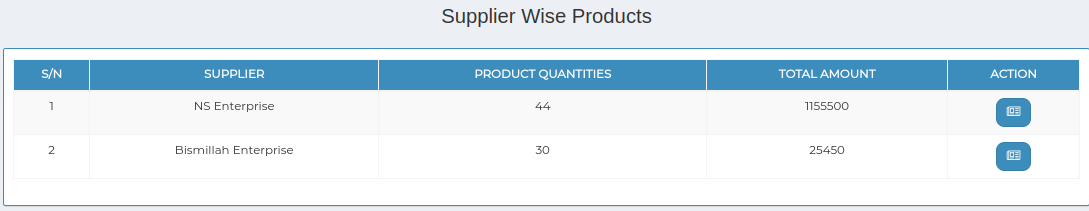 Supplier Wise Products
S/N SUPPLIER PRODUCT QUANTITIES TOTAL AMOUNT ACTION
1 NS Enterprise 44 1155500
2 Bismillah Enterprise 30 25450